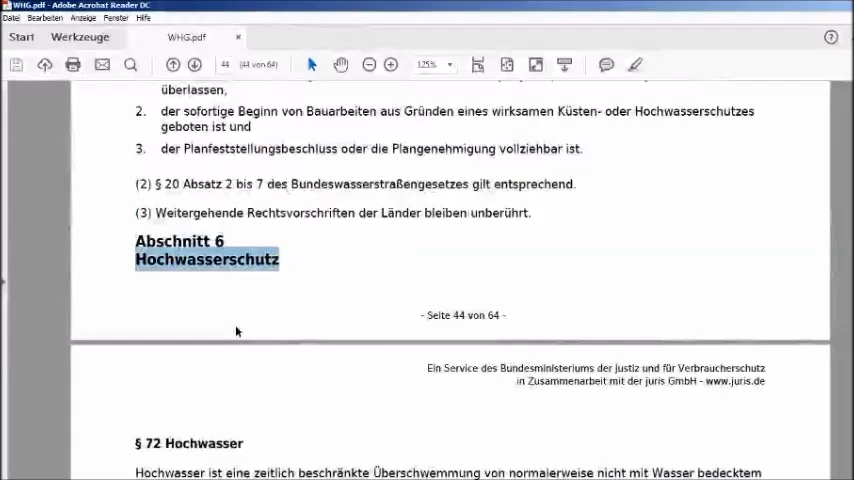 WHG.pdf - Adobe Acrobat Reader DC
Datei Bearbeiten Anzeige Fenster Hilfe
Start Werkzeuge WHG.pdf ×
44 (44 von 64) 125%
überlassen,
2. der sofortige Beginn von Bauarbeiten aus Gründen eines wirksamen Küsten- oder Hochwasserschutzes
geboten ist und
3. der Planfeststellungsbeschluss oder die Plangenehmigung vollziehbar ist.
(2) § 20 Absatz 2 bis 7 des Bundeswasserstraßengesetzes gilt entsprechend.
(3) Weitergehende Rechtsvorschriften der Länder bleiben unberührt.
Abschnitt 6
Hochwasserschutz
- Seite 44 von 64 -
Ein Service des Bundesministeriums der Justiz und für Verbraucherschutz
in Zusammenarbeit mit der juris GmbH - www.juris.de
§ 72 Hochwasser
Hochwasser ist eine zeitlich beschränkte Überschwemmung von normalerweise nicht mit Wasser bedecktem